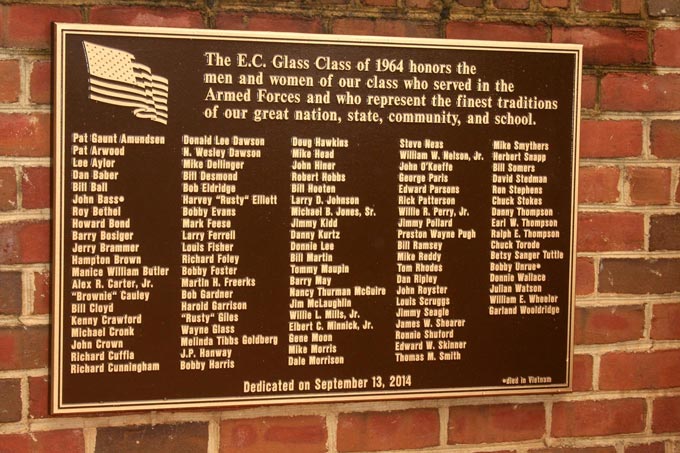 The E.C. Glass Class of 1964 honors the
men and women of our class who served in the
Armed Forces and who represent the finest traditions
of our great nation, state, community, and school.
Pat Gaunt Amundsen
Pat Arwood
Lee Aylor
Dan Baber
Bill Ball
John Bass*
Roy Bethel
Howard Bond
Barry Bosiger
Jerry Brammer
Hampton Brown
Manice William Butler
Alex R. Carter, Jr.
"Brownie" Cauley
Bill Cloyd
Kenny Crawford
Michael Cronk
John Crown
Richard Cuffia
Richard Cunningham
Donald Lee Dawson
N. Wesley Dawson
Mike Dellinger
Bill Desmond
Bob Eldridge
Harvey "Rusty" Elliott
Bobby Evans
Mark Feese
Larry Ferrell
Louis Fisher
Richard Foley
Bobby Foster
Martin H. Freerks
Bob Gardner
Harold Garrison
"Rusty" Giles
Wayne Glass
Melinda Tibbs Goldberg
J.P. Hanway
Bobby Harris
Doug Hawkins
Mike Head
John Hiner
Robert Hobbs
Bill Hooten
Larry D. Johnson
Michael B. Jones, Sr.
Jimmy Kidd
Danny Kurtz
Donnie Lee
Bill Martin
Tommy Maupin
Barry May
Nancy Thurman McGuire
Jim McLaughlin
Willie L. Mills, Jr.
Elbert C. Minnick, Jr.
Gene Moon
Mike Morris
Dale Morrison
Steve Neas
William W. Nelson, Jr.
John O'Keeffe
George Paris
Edward Parsons
Rick Patterson
Willie R. Perry, Jr.
Jimmy Pollard
Preston Wayne Pugh
Bill Ramsey
Mike Reddy
Tom Rhodes
Dan Ripley
John Royster
Louis Scruggs
Jimmy Seagle
James W. Shearer
Ronnie Shuford
Edward W. Skinner
Thomas M. Smith
Mike Smythers
Herbert Snapp
Bill Somers
David Stedman
Ron Stephens
Chuck Stokes
Danny Thompson
Earl W. Thompson
Ralph E. Thompson
Chuck Torode
Betsy Sanger Tuttle
Bobby Unrue*
Donnie Wallace
Julian Watson
William E. Wheeler
Garland Wooldridge
Dedicated on September 13, 2014
*died in Vietnam